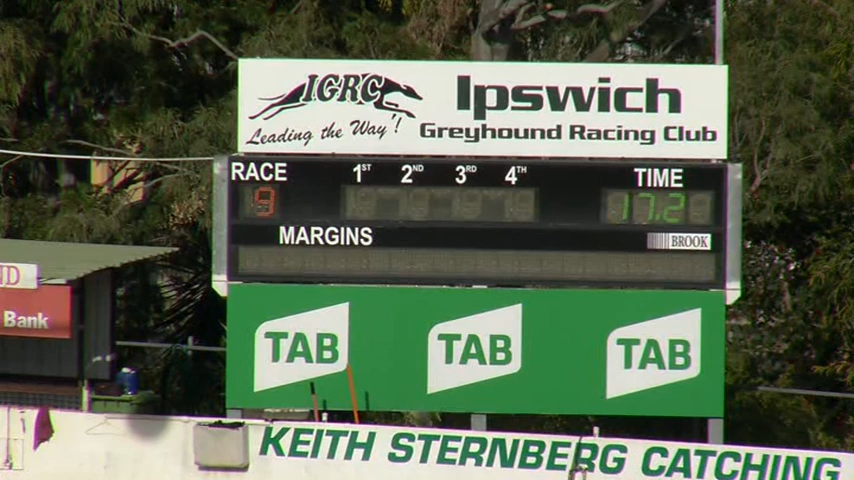 IGRC
Leading the Way'!
Ipswich
Greyhound Racing Club
RACE 1ST 2ND 3RD 4TH TIME
9 17.2
MARGINS BROOK
ND
Bank
TAB TAB TAB
KEITH STERNBERG CATCHING